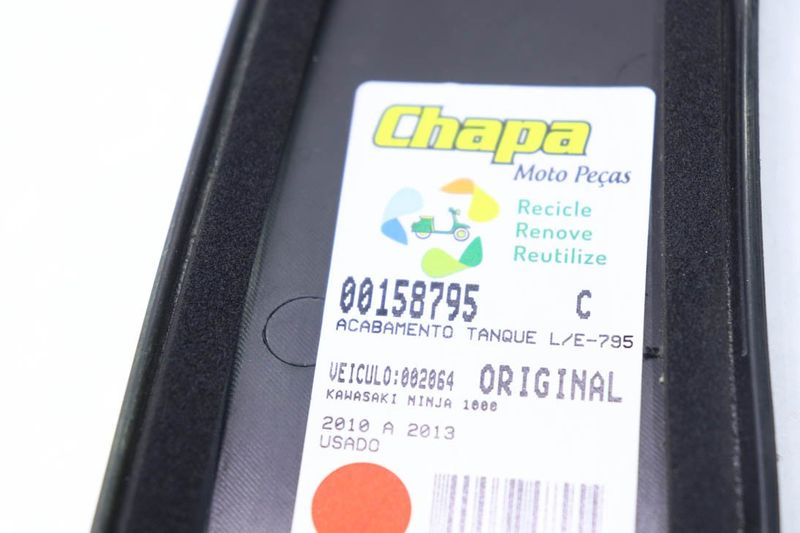 Chapa
Moto Peças
Recicle
Renove
Reutilize
00158795 C
ACABAMENTO TANQUE L/E-795
VEICULO:002064 ORIGINAL
KAWASAKI NINJA 1000
2010 A 2013
USADO